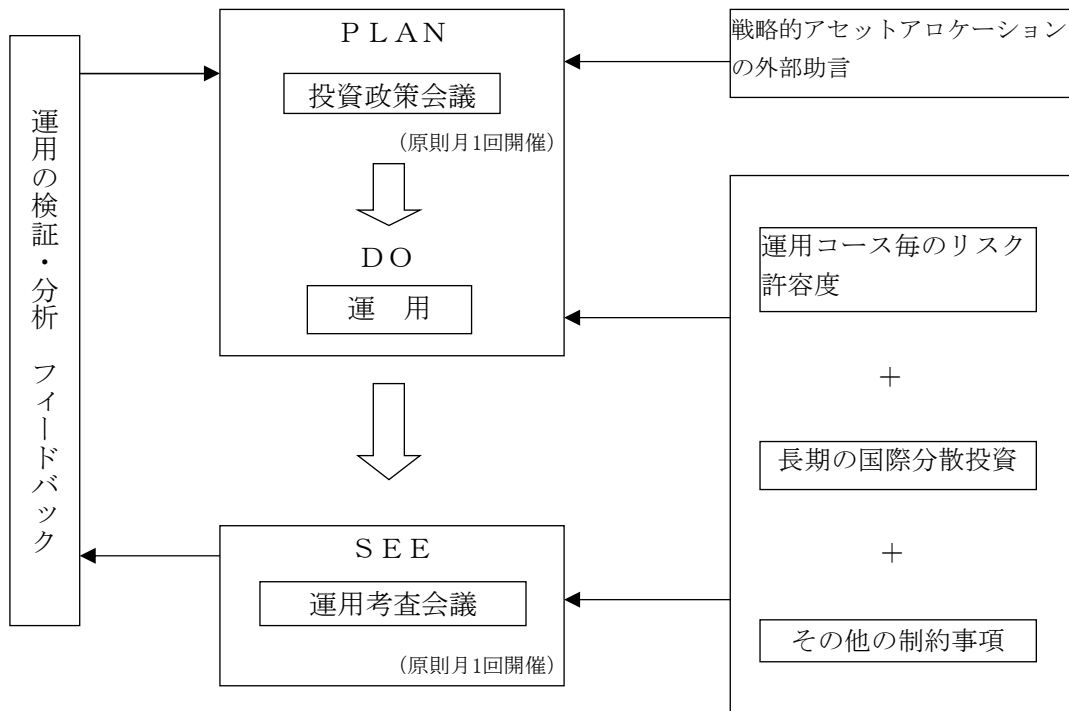 運用の検証・分析　フィードバック
ＰＬＡＮ
投資政策会議
（原則月1回開催）
ＤＯ
運　用
ＳＥＥ
運用考査会議
（原則月1回開催）
戦略的アセットアロケーション
の外部助言
運用コース毎のリスク
許容度
＋
長期の国際分散投資
＋
その他の制約事項